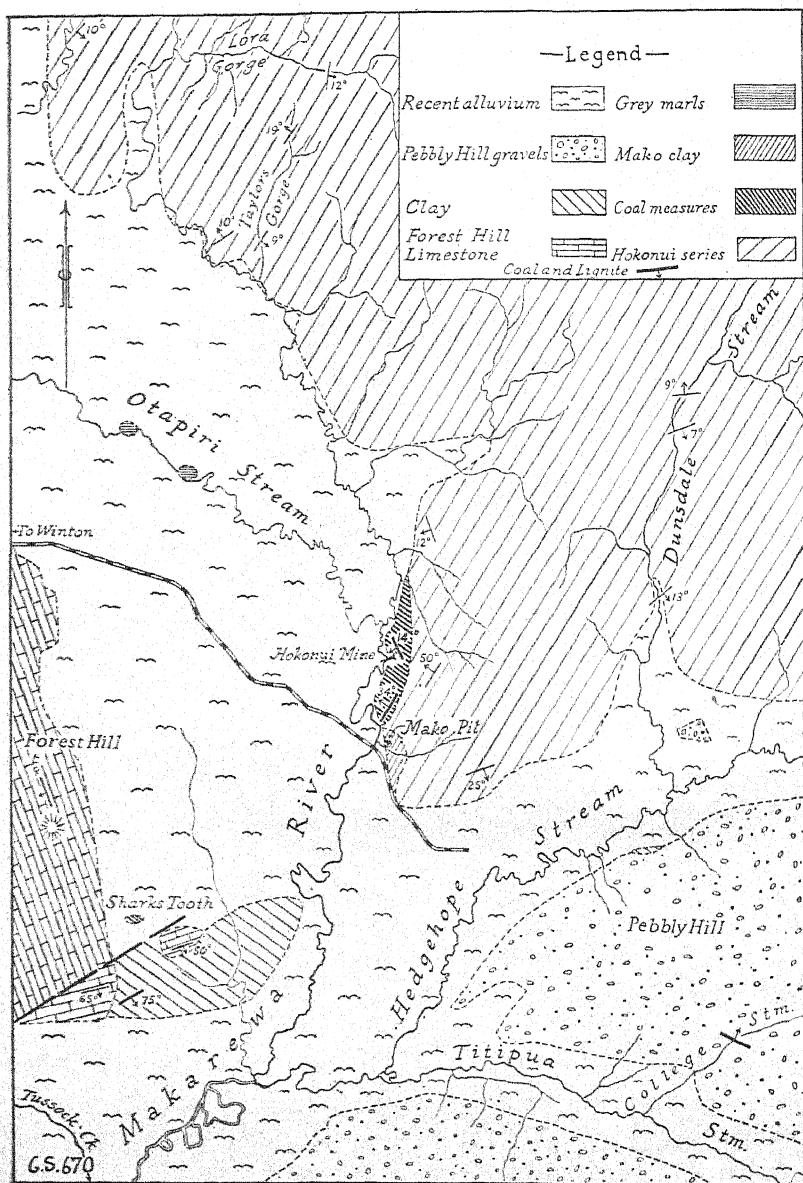 —Legend—
Recent alluvium
Grey marls
Pebbly Hill gravels
Mako clay
Clay
Coal measures
Forest Hill
Limestone
Hokonui series
Coal and Lignite
10°
Lora
Gorge
12°
19°
Taylors
Gorge
10°
9°
Stream
9°
7°
Dunsdale
13°
Otapiri
Stream
To Winton
12°
Hokonui Mine
50°
Mako Pit
Forest Hill
25°
River
Stream
Sharks Tooth
50°
65°
75°
Pebbly Hill
Hedgehope
Makarewa
Titipua
Stm.
College
Stm.
Tussock Ck
G.S.670